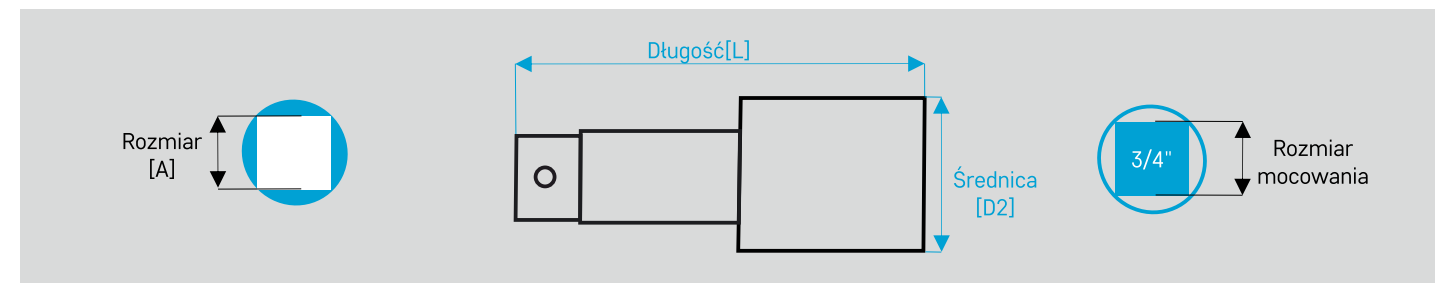 Długość[L]
Rozmiar
[A]
Średnica
[D2]
3/4"
Rozmiar
mocowania